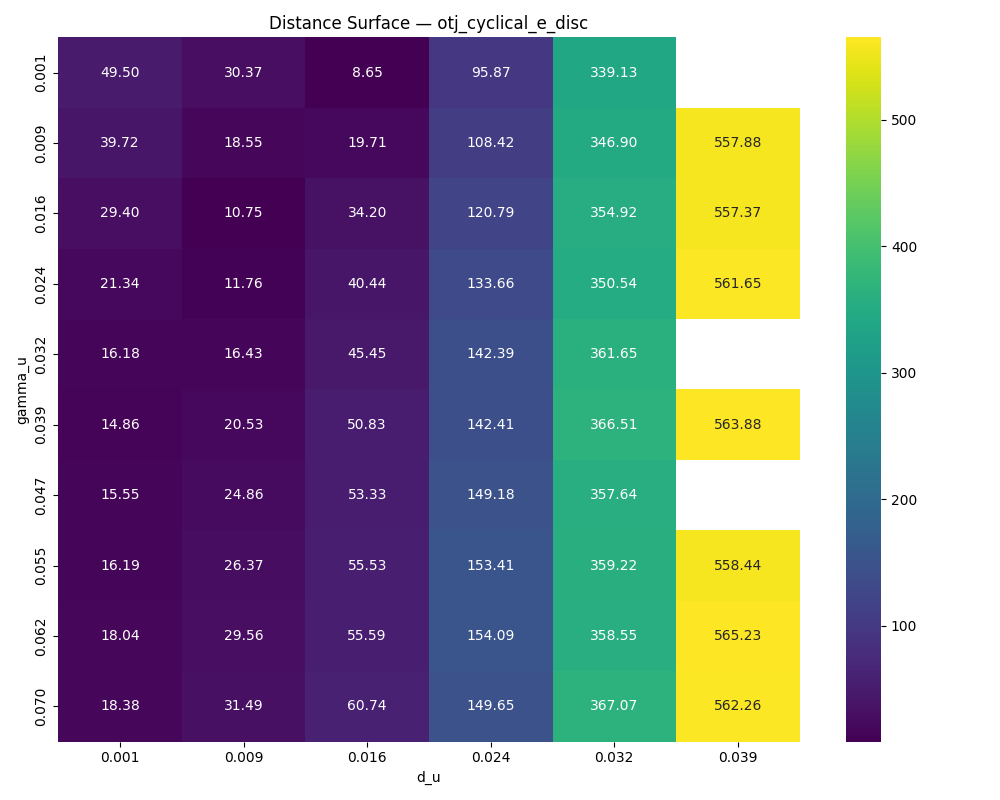 Distance Surface — otj_cyclical_e_disc
0.001 49.50 30.37 8.65 95.87 339.13
0.009 39.72 18.55 19.71 108.42 346.90 557.88
0.016 29.40 10.75 34.20 120.79 354.92 557.37
0.024 21.34 11.76 40.44 133.66 350.54 561.65
0.032 16.18 16.43 45.45 142.39 361.65
0.039 14.86 20.53 50.83 142.41 366.51 563.88
0.047 15.55 24.86 53.33 149.18 357.64
0.055 16.19 26.37 55.53 153.41 359.22 558.44
0.062 18.04 29.56 55.59 154.09 358.55 565.23
0.070 18.38 31.49 60.74 149.65 367.07 562.26
gamma_u
0.001 0.009 0.016 0.024 0.032 0.039
d_u
500
400
300
200
100